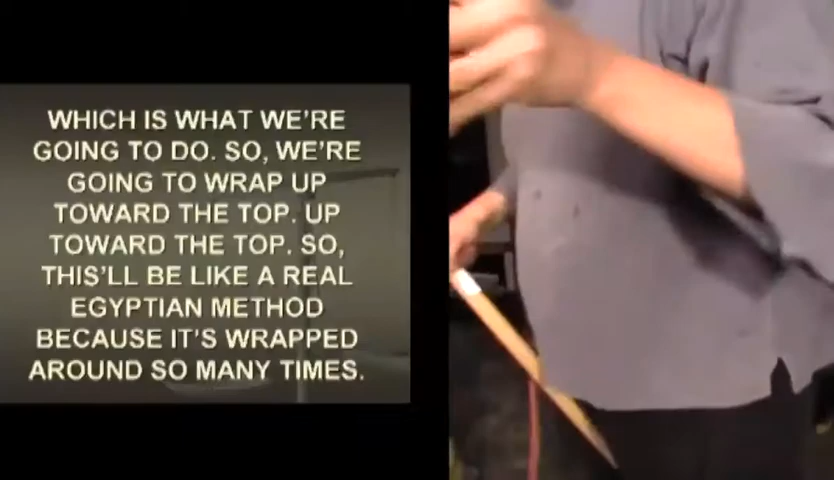 WHICH IS WHAT WE'RE
GOING TO DO. SO, WE'RE
GOING TO WRAP UP
TOWARD THE TOP. UP
TOWARD THE TOP. SO,
THIS'LL BE LIKE A REAL
EGYPTIAN METHOD
BECAUSE IT'S WRAPPED
AROUND SO MANY TIMES.